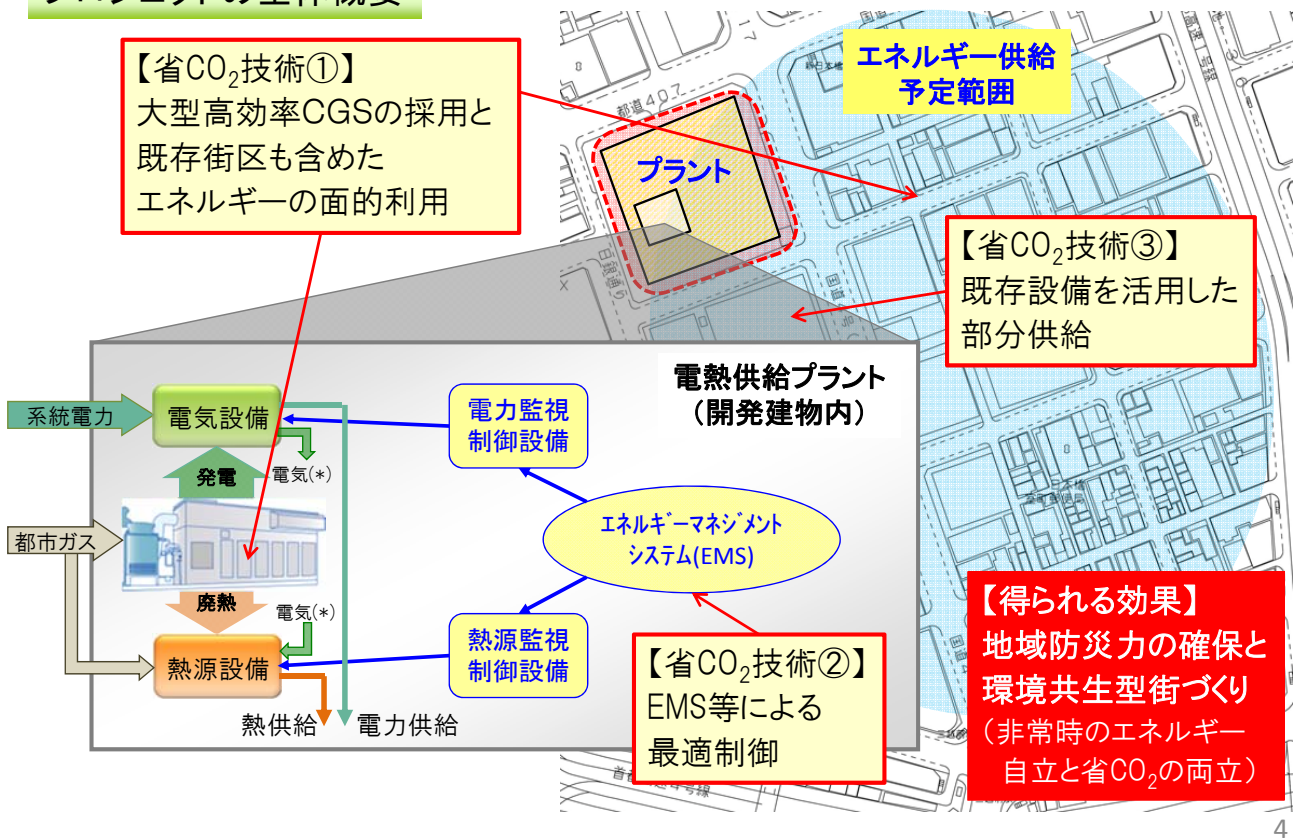 プロジェクトの全体概要
【省CO₂技術①】
大型高効率CGSの採用と
既存街区も含めた
エネルギーの面的利用
エネルギー供給
予定範囲
都道407
プラント
日銀通り
【省CO₂技術③】
既存設備を活用した
部分供給
電熱供給プラント
(開発建物内)
系統電力
電気設備
電力監視
制御設備
発電
電気(*)
都市ガス
エネルギーマネジメント
システム(EMS)
廃熱
電気(*)
熱源設備
熱源監視
制御設備
熱供給
電力供給
【省CO₂技術②】
EMS等による
最適制御
【得られる効果】
地域防災力の確保と
環境共生型街づくり
(非常時のエネルギー
自立と省CO₂の両立)
4